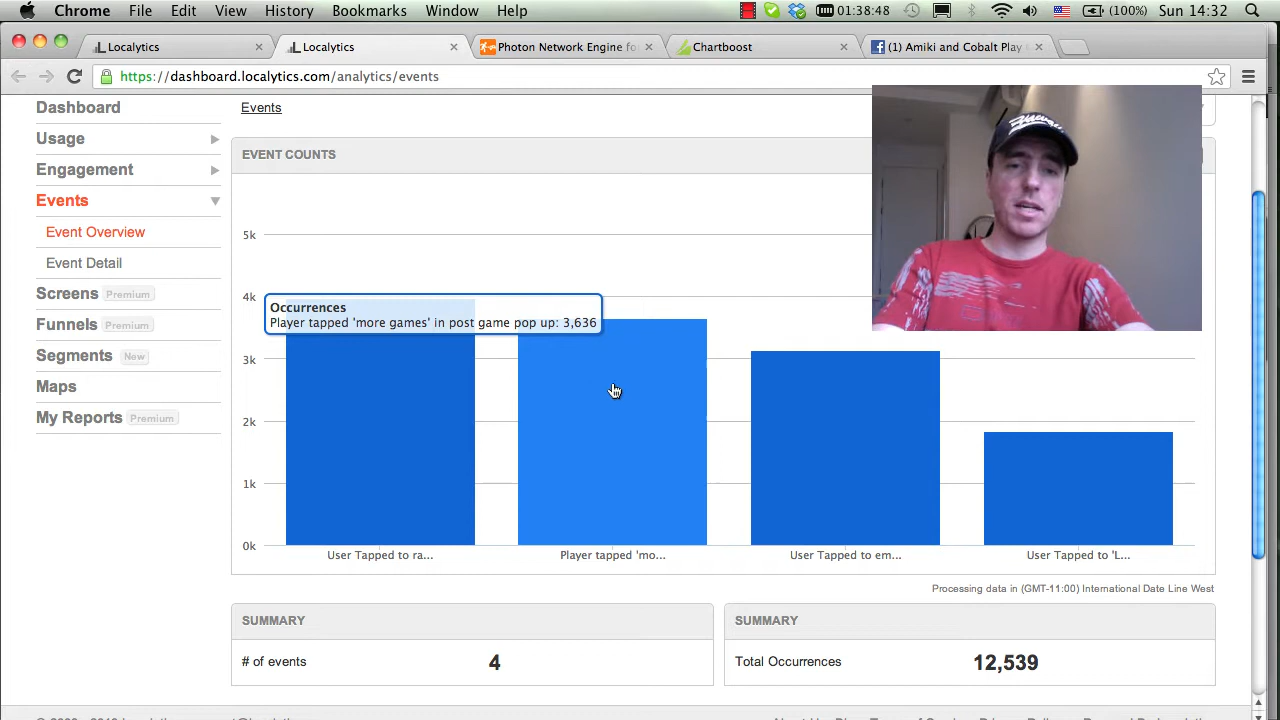 Chrome File Edit View History Bookmarks Window Help 01:38:48 (100%) Sun 14:32
Localytics Localytics Photon Network Engine fo Chartboost (1) Amiki and Cobalt Play
https://dashboard.localytics.com/analytics/events
Dashboard
Usage
Engagement
Events
Event Overview
Event Detail
Screens Premium
Funnels Premium
Segments New
Maps
My Reports Premium
Events
EVENT COUNTS
5k
4k
3k
2k
1k
0k
Occurrences
Player tapped 'more games' in post game pop up: 3,636
User Tapped to ra... Player tapped 'mo... User Tapped to em... User Tapped to 'L...
Processing data in (GMT-11:00) International Date Line West
SUMMARY
# of events 4
SUMMARY
Total Occurrences 12,539